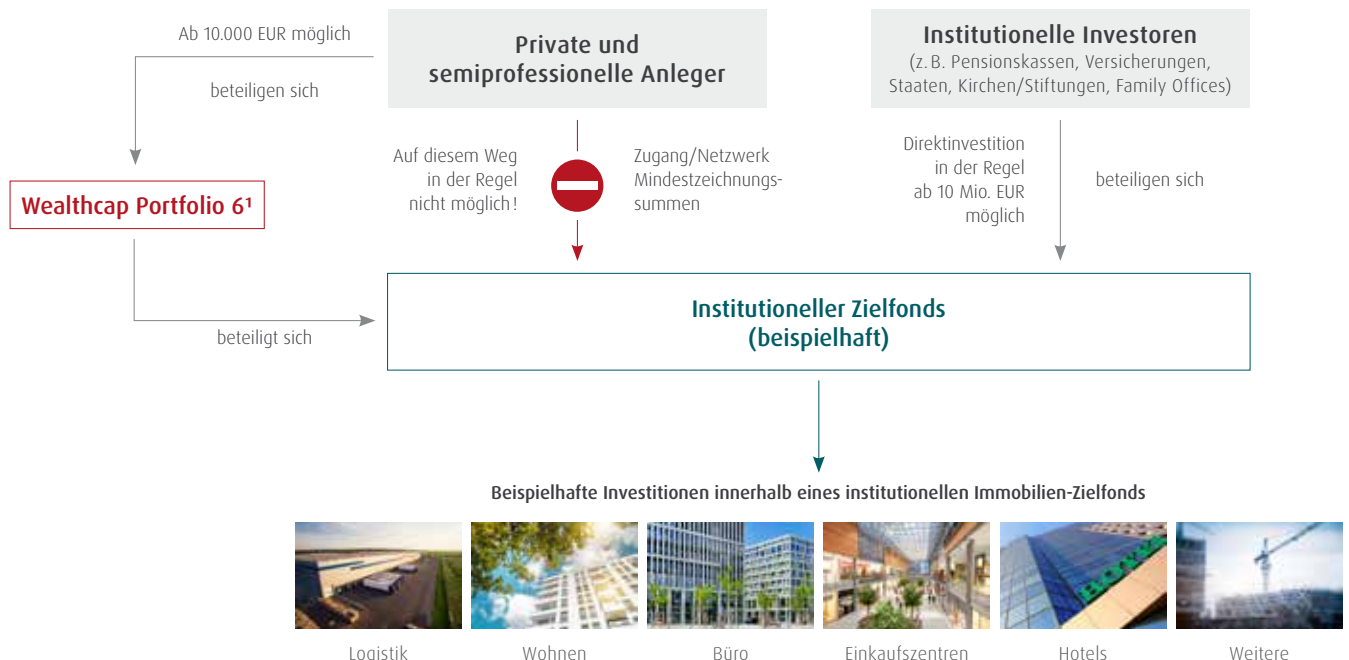 Ab 10.000 EUR möglich
beteiligen sich
Private und
semiprofessionelle Anleger
Institutionelle Investoren
(z. B. Pensionskassen, Versicherungen,
Staaten, Kirchen/Stiftungen, Family Offices)
Auf diesem Weg
in der Regel
nicht möglich!
Zugang/Netzwerk
Mindestzeichnungs-
summen
Direktinvestition
in der Regel
ab 10 Mio. EUR
möglich
beteiligen sich
Wealthcap Portfolio 6¹
beteiligt sich
Institutioneller Zielfonds
(beispielhaft)
Beispielhafte Investitionen innerhalb eines institutionellen Immobilien-Zielfonds
HOTEL
Logistik
Wohnen
Büro
Einkaufszentren
Hotels
Weitere